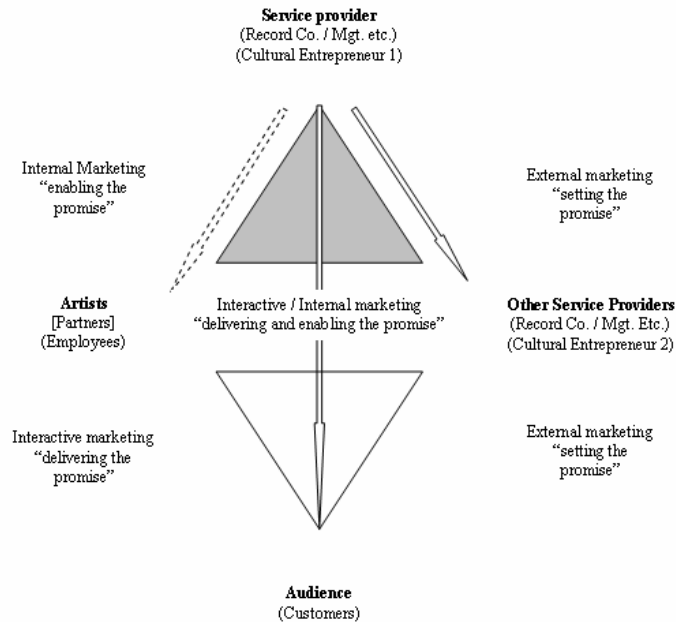 Service provider
(Record Co. / Mgt. etc.)
(Cultural Entrepreneur 1)
Internal Marketing
“enabling the
promise”
External marketing
“setting the
promise”
Artists
[Partners]
(Employees)
Interactive / Internal marketing
“delivering and enabling the promise”
Other Service Providers
(Record Co. / Mgt. Etc.)
(Cultural Entrepreneur 2)
Interactive marketing
“delivering the
promise”
External marketing
“setting the
promise”
Audience
(Customers)